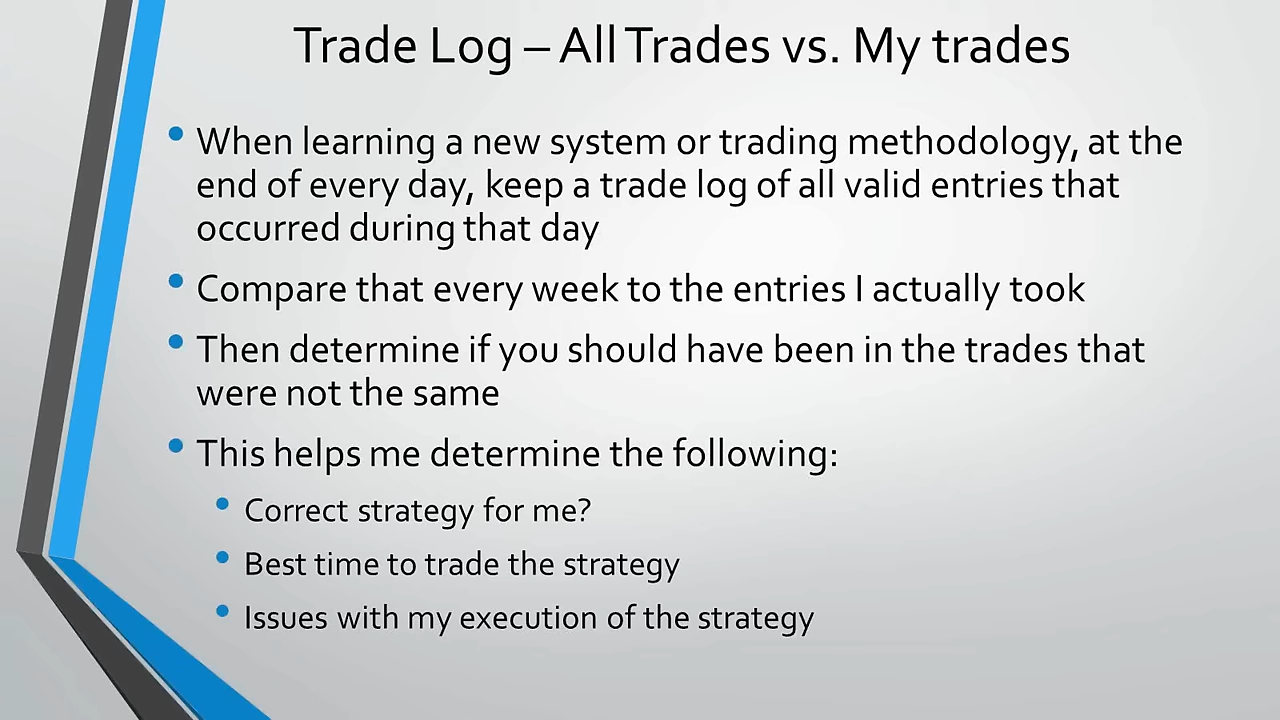 Trade Log – All Trades vs. My trades
• When learning a new system or trading methodology, at the
end of every day, keep a trade log of all valid entries that
occurred during that day
• Compare that every week to the entries I actually took
• Then determine if you should have been in the trades that
were not the same
• This helps me determine the following:
• Correct strategy for me?
• Best time to trade the strategy
• Issues with my execution of the strategy